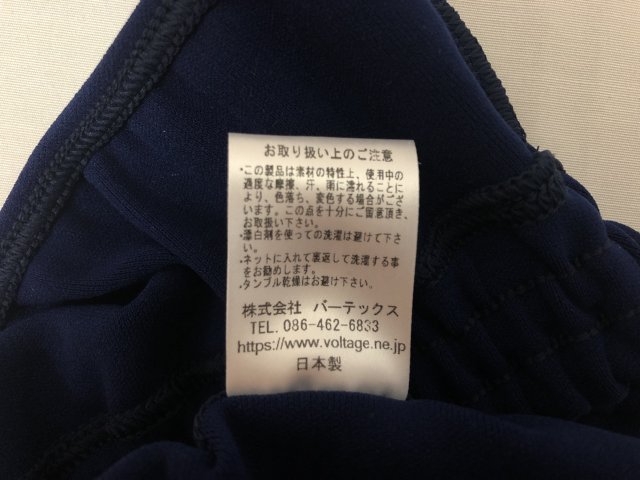 お取り扱い上のご注意
・この製品は素材の特性上、使用中の
過度な摩擦、汗、雨に濡れることに
より、色落ち、変色する場合がござ
います。この点を十分にご留意頂き、
お取扱い下さい。
・漂白剤を使っての洗濯は避けて下さ
い。
・ネットに入れて裏返して洗濯する事
をお勧めします。
・タンブル乾燥はお避け下さい。
株式会社 バーテックス
TEL. 086-462-6833
https://www.voltage.ne.jp
日本製